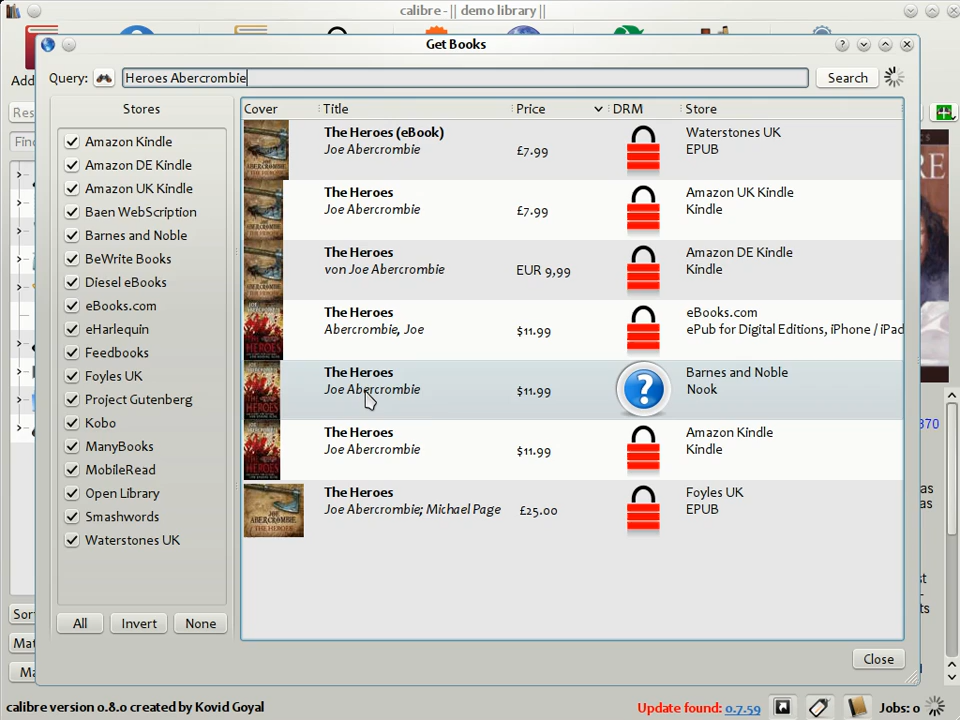 calibre - || demo library ||
Get Books
Add
Query: Heroes Abercrombie Search
Stores
Cover Title Price DRM Store
Amazon Kindle
Amazon DE Kindle
Amazon UK Kindle
Baen WebScription
Barnes and Noble
BeWrite Books
Diesel eBooks
eBooks.com
eHarlequin
Feedbooks
Foyles UK
Project Gutenberg
Kobo
ManyBooks
MobileRead
Open Library
Smashwords
Waterstones UK
All Invert None
The Heroes (eBook) Waterstones UK
Joe Abercrombie £7.99 EPUB
The Heroes Amazon UK Kindle
Joe Abercrombie £7.99 Kindle
The Heroes Amazon DE Kindle
von Joe Abercrombie EUR 9,99 Kindle
The Heroes eBooks.com
Abercrombie, Joe $11.99 ePub for Digital Editions, iPhone / iPad
The Heroes Barnes and Noble
Joe Abercrombie $11.99 Nook
The Heroes Amazon Kindle
Joe Abercrombie $11.99 Kindle
The Heroes Foyles UK
Joe Abercrombie; Michael Page £25.00 EPUB
Close
calibre version 0.8.0 created by Kovid Goyal
Update found: 0.7.59
Jobs: 0